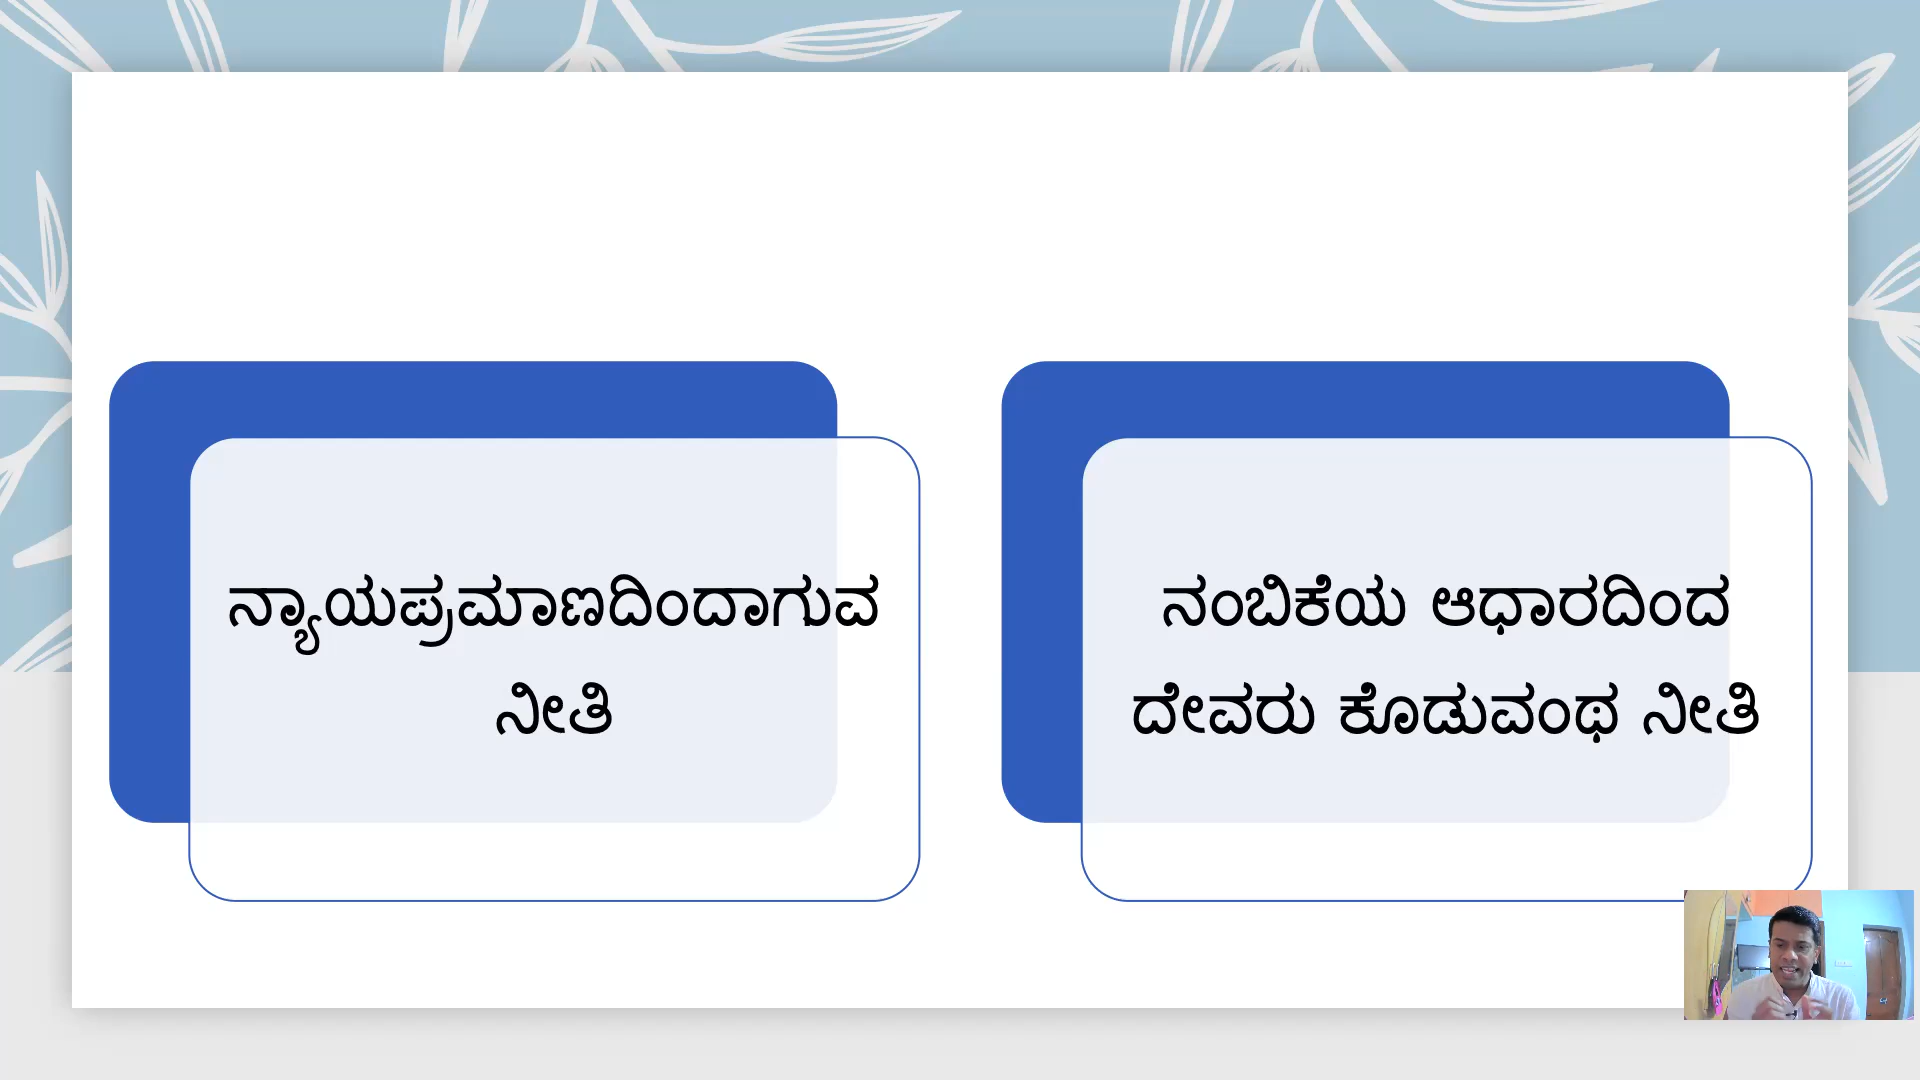 ನ್ಯಾಯಪ್ರಮಾಣದಿಂದಾಗುವ
ನೀತಿ
ನಂಬಿಕೆಯ ಆಧಾರದಿಂದ
ದೇವರು ಕೊಡುವಂಥ ನೀತಿ